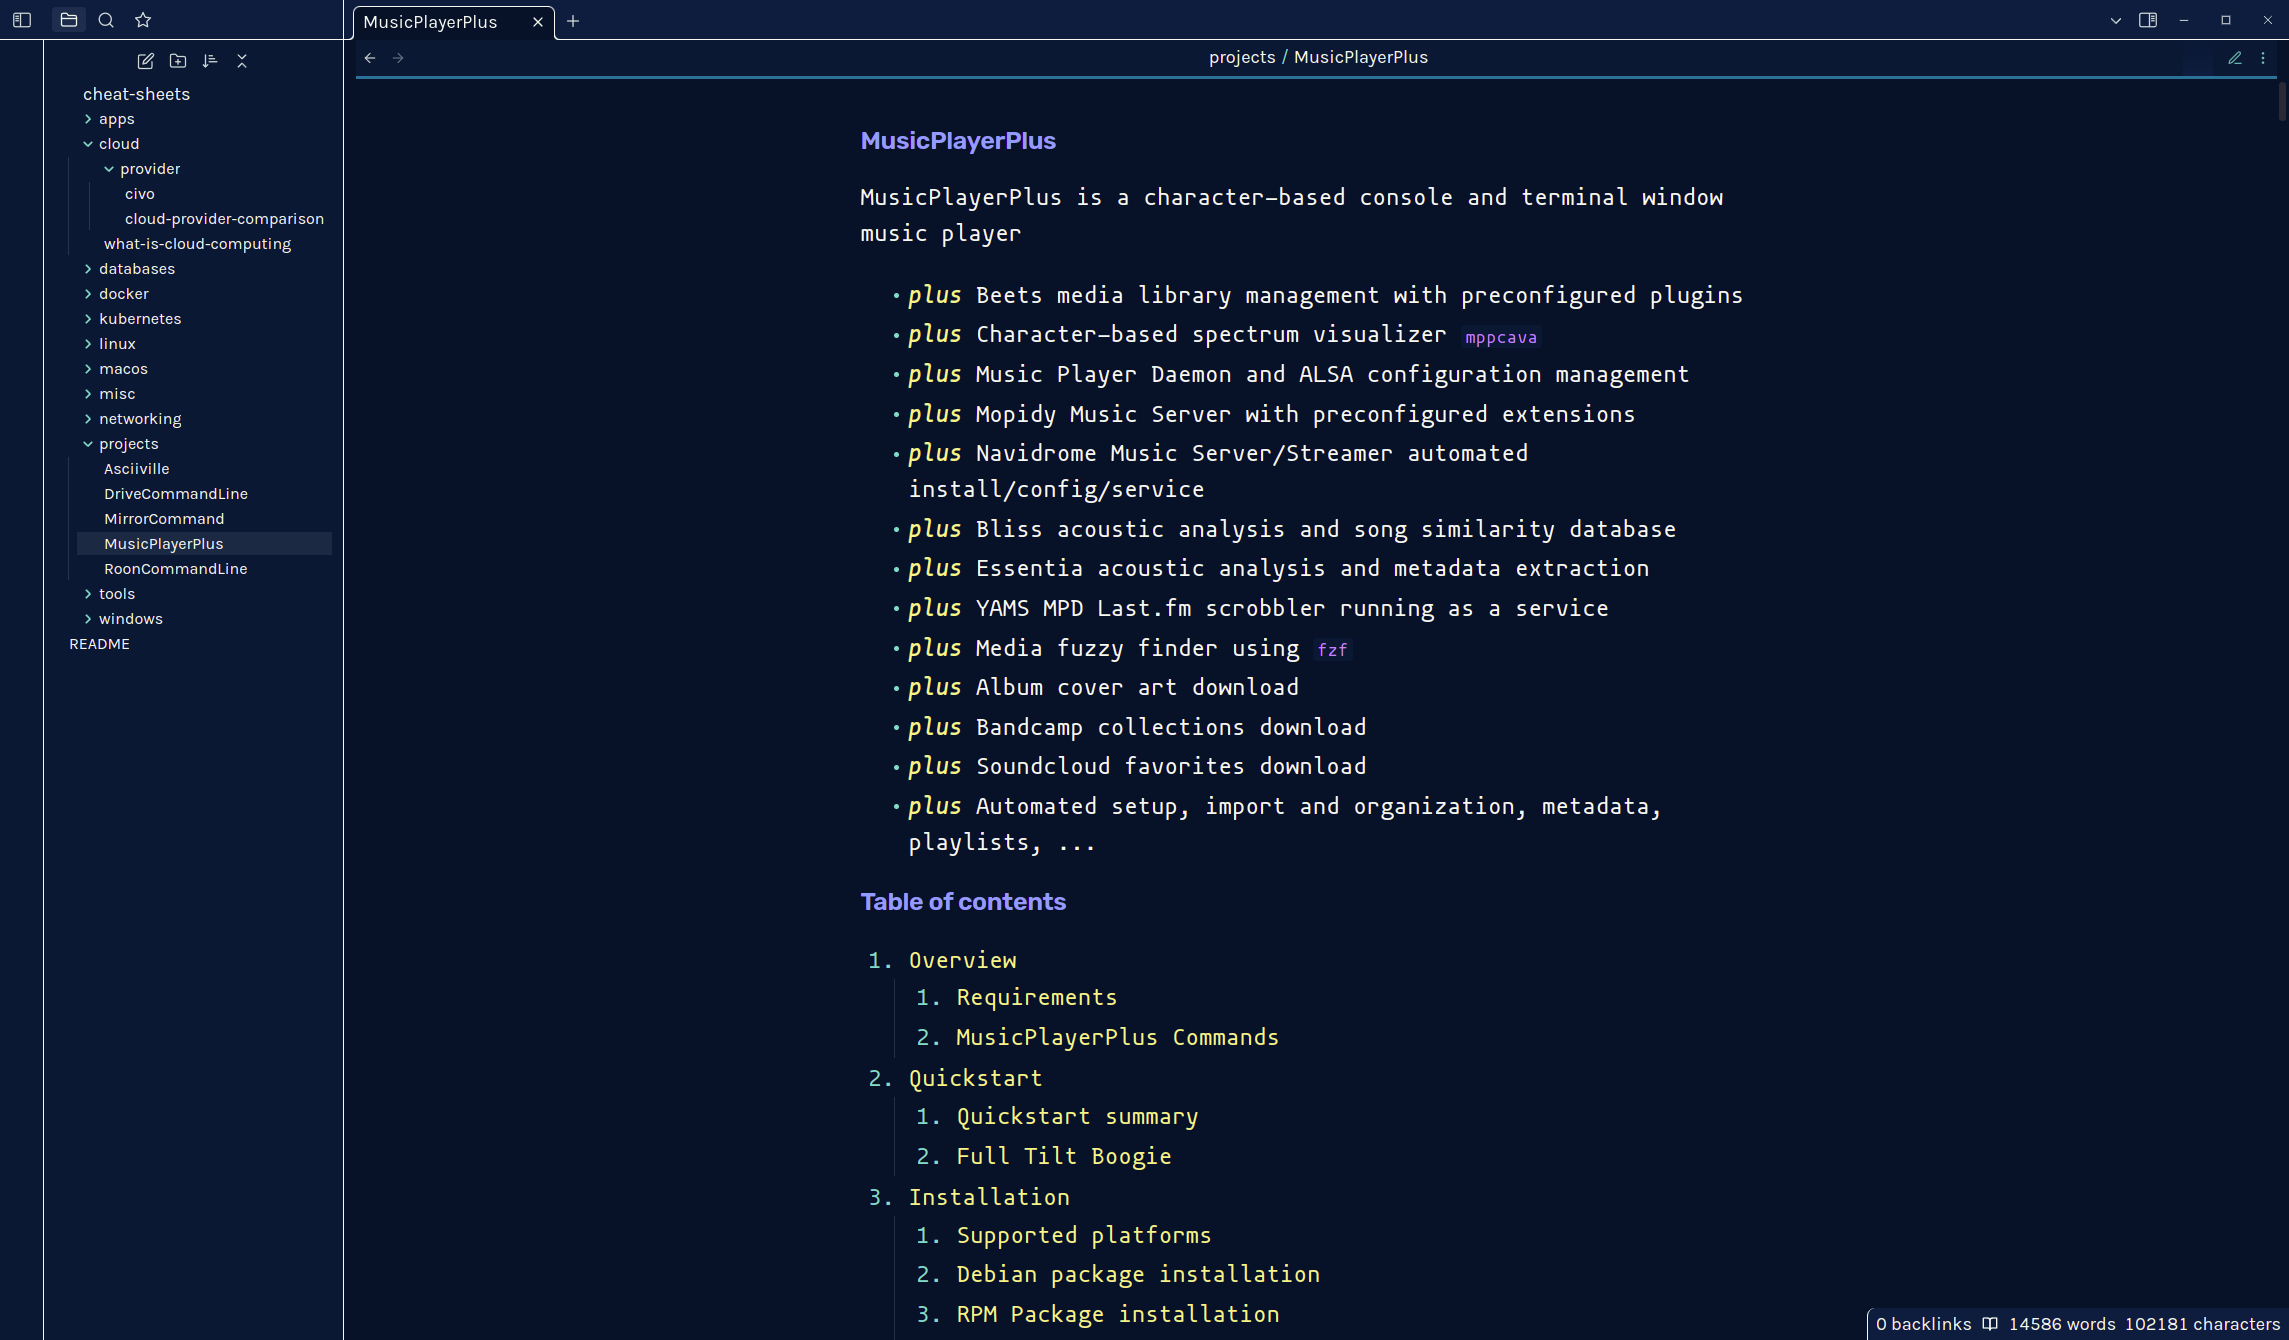 MusicPlayerPlus
projects / MusicPlayerPlus
cheat-sheets
apps
cloud
provider
civo
cloud-provider-comparison
what-is-cloud-computing
databases
docker
kubernetes
linux
macos
misc
networking
projects
Asciiville
DriveCommandLine
MirrorCommand
MusicPlayerPlus
RoonCommandLine
tools
windows
README
MusicPlayerPlus
MusicPlayerPlus is a character-based console and terminal window
music player
• plus Beets media library management with preconfigured plugins
• plus Character-based spectrum visualizer mppcava
• plus Music Player Daemon and ALSA configuration management
• plus Mopidy Music Server with preconfigured extensions
• plus Navidrome Music Server/Streamer automated
install/config/service
• plus Bliss acoustic analysis and song similarity database
• plus Essentia acoustic analysis and metadata extraction
• plus YAMS MPD Last.fm scrobbler running as a service
• plus Media fuzzy finder using fzf
• plus Album cover art download
• plus Bandcamp collections download
• plus Soundcloud favorites download
• plus Automated setup, import and organization, metadata,
playlists, ...
Table of contents
1. Overview
1. Requirements
2. MusicPlayerPlus Commands
2. Quickstart
1. Quickstart summary
2. Full Tilt Boogie
3. Installation
1. Supported platforms
2. Debian package installation
3. RPM Package installation
0 backlinks 14586 words 102181 characters